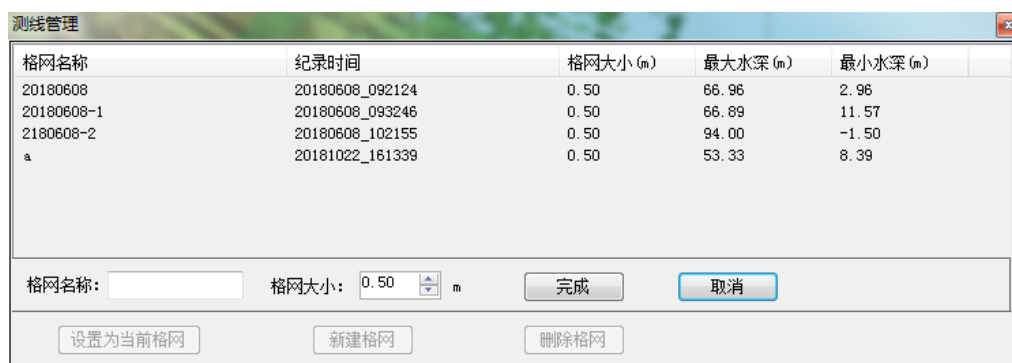 测线管理
格网名称 纪录时间 格网大小(m) 最大水深(m) 最小水深(m)
20180608 20180608_092124 0.50 66.96 2.96
20180608-1 20180608_093246 0.50 66.89 11.57
2180608-2 20180608_102155 0.50 94.00 -1.50
a 20181022_161339 0.50 53.33 8.39
格网名称: 格网大小: 0.50 m 完成 取消
设置为当前格网 新建格网 删除格网